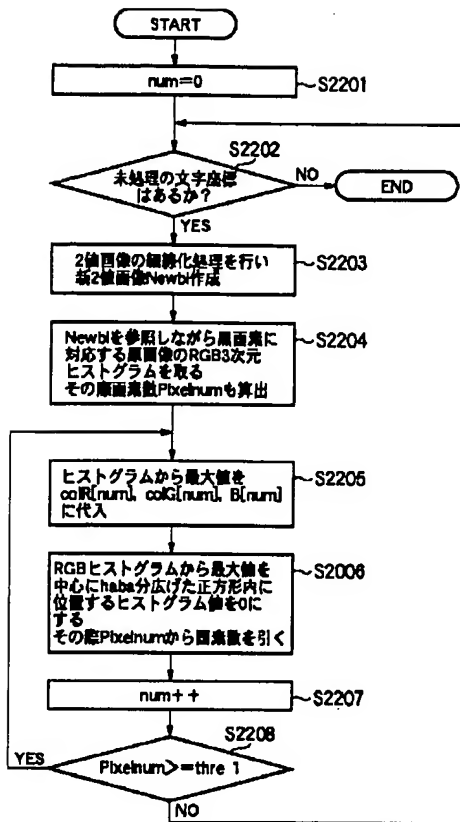 START
num=0
S2201
S2202
未処理の文字座標
はあるか？
NO
END
YES
2値画像の細線化処理を行い
新2値画像Newbi作成
S2203
Newbiを参照しながら黒画素に
対応する原画像のRGB3次元
ヒストグラムを取る
その際画素数Pixelnumも算出
S2204
ヒストグラムから最大値を
colR[num], colG[num], B[num]
に代入
S2205
RGBヒストグラムから最大値を
中心にhaba分広げた正方形内に
位置するヒストグラム値を0に
する
その際Pixelnumから画素数を引く
S2006
num++
S2207
S2208
YES
Pixelnum>=thre 1
NO